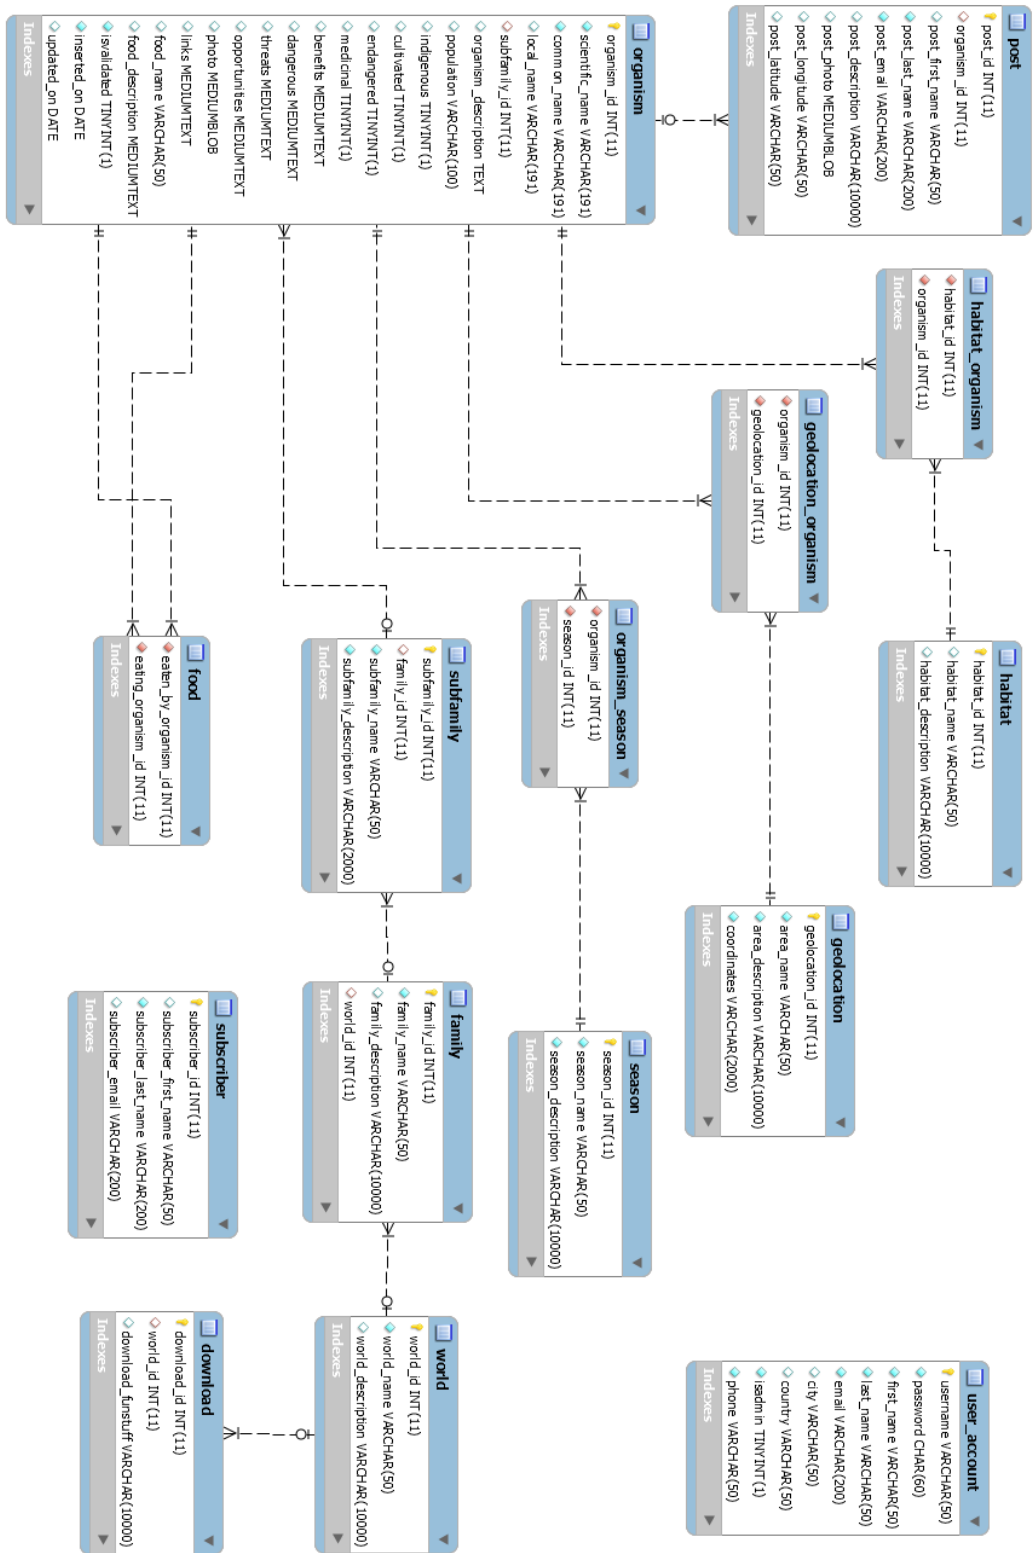 post
post_id INT(11)
organism_id INT(11)
post_first_name VARCHAR(50)
post_last_name VARCHAR(200)
post_email VARCHAR(200)
post_description VARCHAR(10000)
post_photo MEDIUMBLOB
post_longitude VARCHAR(50)
post_latitude VARCHAR(50)
Indexes
habitat_organism
habitat_id INT(11)
organism_id INT(11)
Indexes
habitat
habitat_id INT(11)
habitat_name VARCHAR(50)
habitat_description VARCHAR(10000)
Indexes
user_account
username VARCHAR(50)
password CHAR(60)
first_name VARCHAR(50)
last_name VARCHAR(50)
email VARCHAR(200)
city VARCHAR(50)
country VARCHAR(50)
isadmin TINYINT(1)
phone VARCHAR(50)
Indexes
geolocation_organism
organism_id INT(11)
geolocation_id INT(11)
Indexes
geolocation
geolocation_id INT(11)
area_name VARCHAR(50)
area_description VARCHAR(10000)
coordinates VARCHAR(2000)
Indexes
organism
organism_id INT(11)
scientific_name VARCHAR(191)
common_name VARCHAR(191)
local_name VARCHAR(191)
subfamily_id INT(11)
organism_description TEXT
population VARCHAR(100)
indigenous TINYINT(1)
cultivated TINYINT(1)
endangered TINYINT(1)
medicinal TINYINT(1)
benefits MEDIUMTEXT
dangerous MEDIUMTEXT
threats MEDIUMTEXT
opportunities MEDIUMTEXT
photo MEDIUMBLOB
links MEDIUMTEXT
food_name VARCHAR(50)
food_description MEDIUMTEXT
isvalidated TINYINT(1)
inserted_on DATE
updated_on DATE
Indexes
organism_season
organism_id INT(11)
season_id INT(11)
Indexes
season
season_id INT(11)
season_name VARCHAR(50)
season_description VARCHAR(10000)
Indexes
subfamily
subfamily_id INT(11)
family_id INT(11)
subfamily_name VARCHAR(50)
subfamily_description VARCHAR(2000)
Indexes
family
family_id INT(11)
family_name VARCHAR(50)
family_description VARCHAR(10000)
world_id INT(11)
Indexes
world
world_id INT(11)
world_name VARCHAR(50)
world_description VARCHAR(10000)
Indexes
food
eaten_by_organism_id INT(11)
eating_organism_id INT(11)
Indexes
subscriber
subscriber_id INT(11)
subscriber_first_name VARCHAR(50)
subscriber_last_name VARCHAR(200)
subscriber_email VARCHAR(200)
Indexes
download
download_id INT(11)
world_id INT(11)
download_funstuff VARCHAR(10000)
Indexes